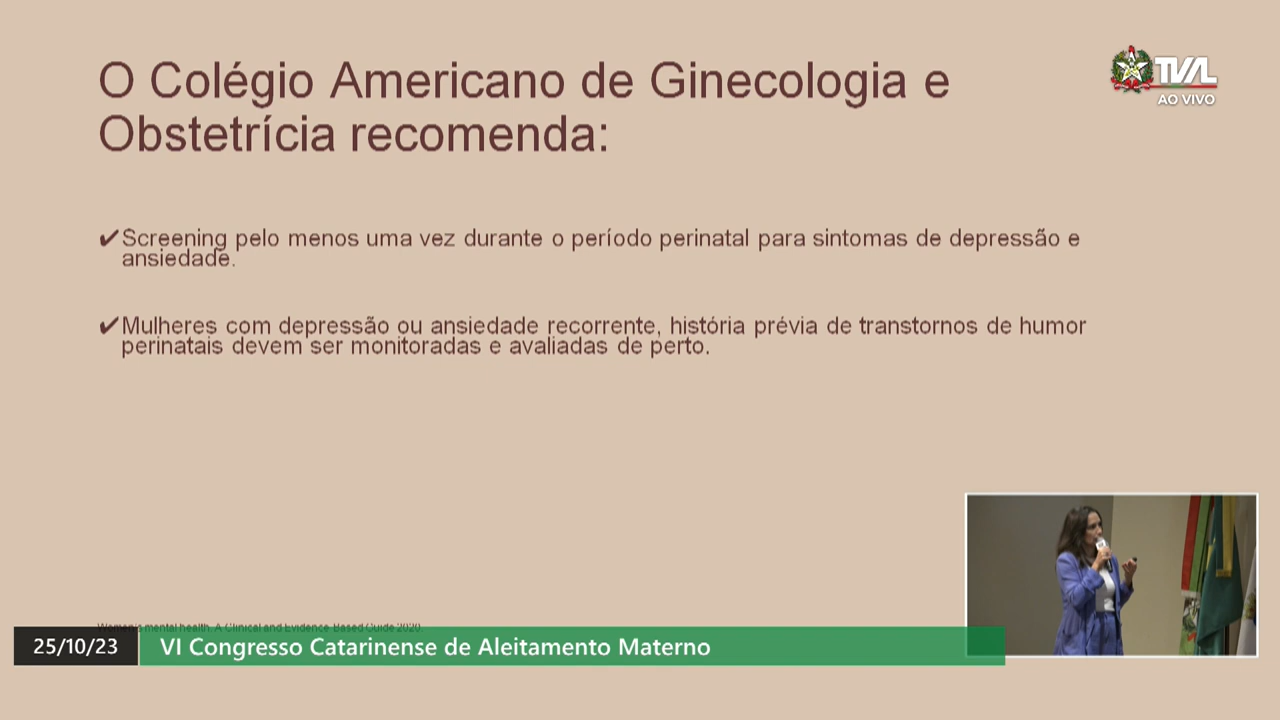 O Colégio Americano de Ginecologia e
Obstetrícia recomenda:
TVAL
AO VIVO
✔Screening pelo menos uma vez durante o período perinatal para sintomas de depressão e
ansiedade.
✔Mulheres com depressão ou ansiedade recorrente, história prévia de transtornos de humor
perinatais devem ser monitoradas e avaliadas de perto.
Women's mental health. A Clinical and Evidence-Based Guide 2020.
25/10/23
VI Congresso Catarinense de Aleitamento Materno